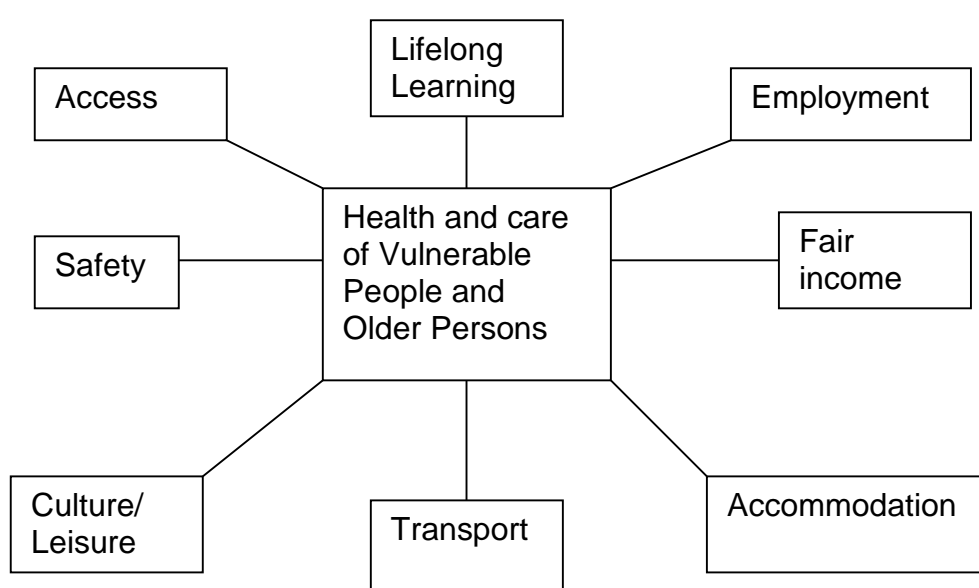 Lifelong
Learning
Access
Employment
Health and care
of Vulnerable
People and
Older Persons
Safety
Fair
income
Culture/
Leisure
Transport
Accommodation